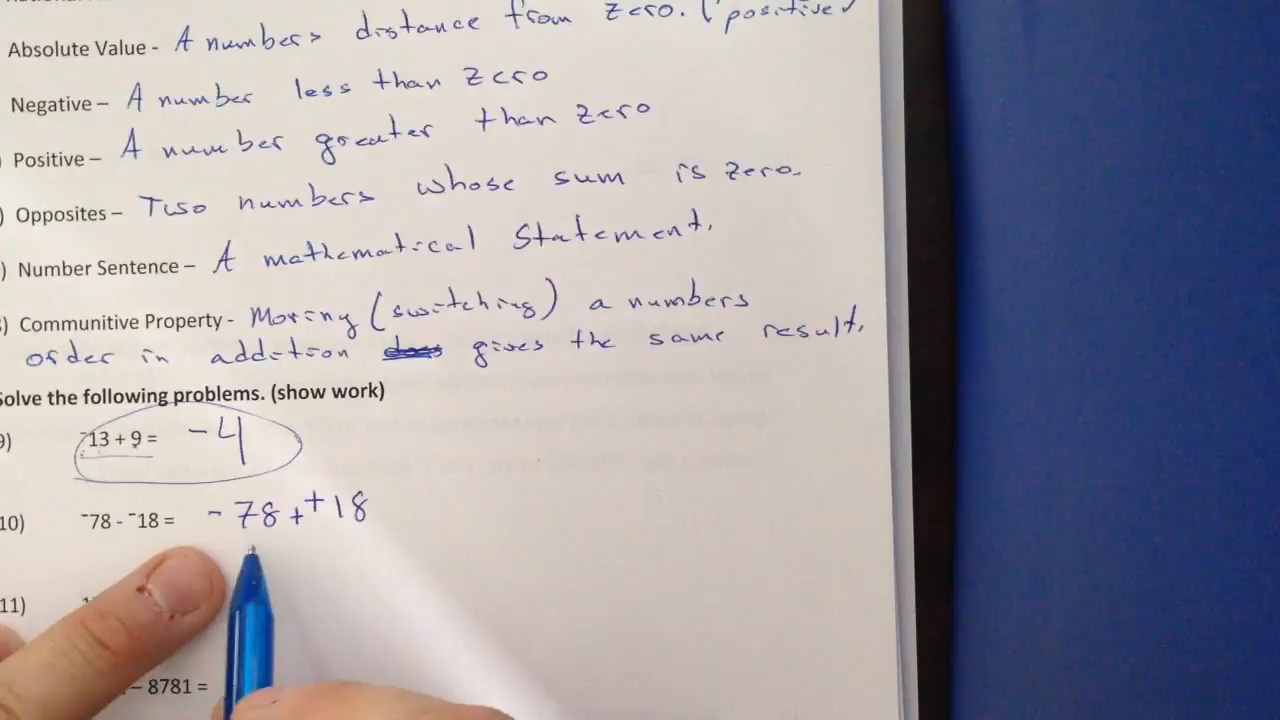 Absolute Value - A numbers distance from zero. (positive)
Negative – A number less than zero
) Positive – A number greater than zero
) Opposites – Two numbers whose sum is zero.
) Number Sentence – A mathematical Statement.
) Communitive Property - Moving (switching) a numbers
order in addition gives the same result.
Solve the following problems. (show work)
9) ⁻13 + 9 = -4
10) ⁻78 - ⁻18 = -78 + +18
11)
– 8781 =